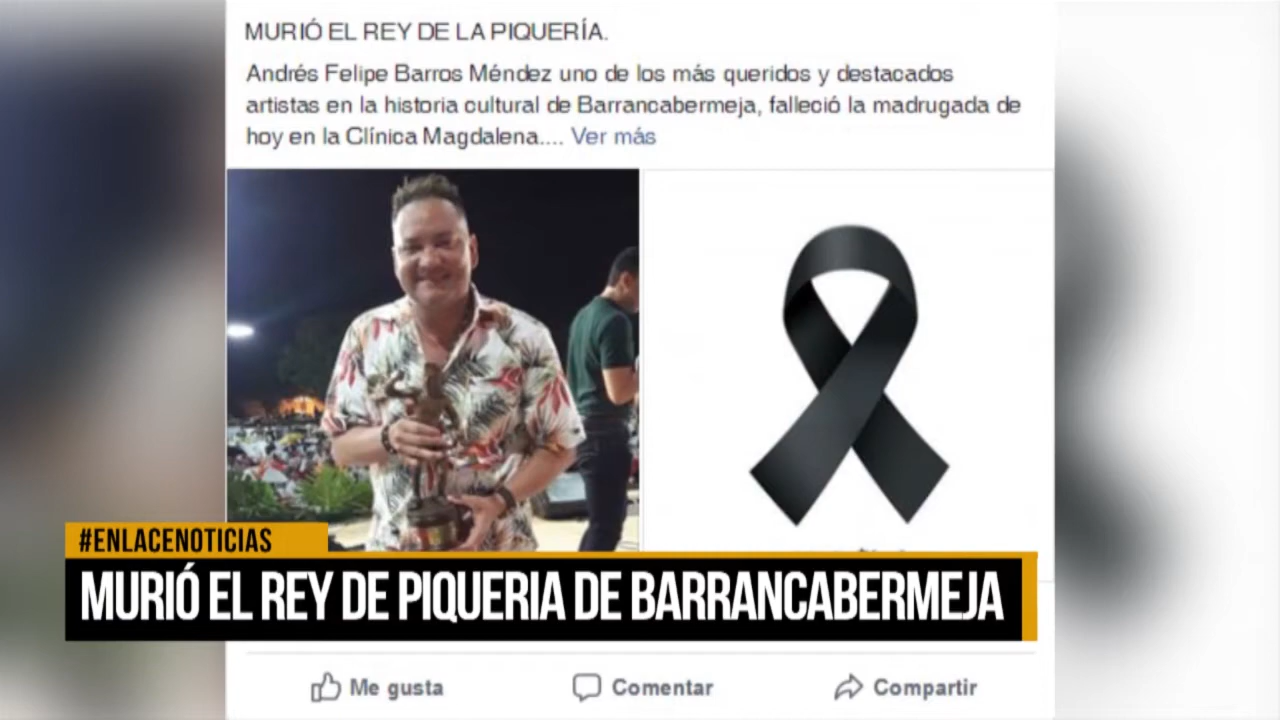 MURIÓ EL REY DE LA PIQUERÍA.
Andrés Felipe Barros Méndez uno de los más queridos y destacados
artistas en la historia cultural de Barrancabermeja, falleció la madrugada de
hoy en la Clínica Magdalena.... Ver más
#ENLACENOTICIAS
MURIÓ EL REY DE PIQUERIA DE BARRANCABERMEJA
Me gusta
Comentar
Compartir